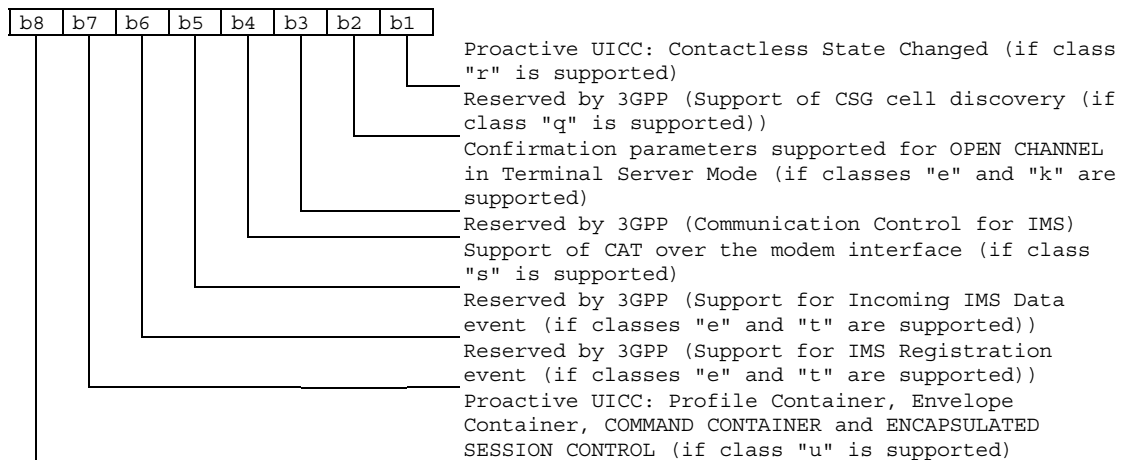 b8 b7 b6 b5 b4 b3 b2 b1
Proactive UICC: Contactless State Changed (if class
"r" is supported)
Reserved by 3GPP (Support of CSG cell discovery (if
class "q" is supported))
Confirmation parameters supported for OPEN CHANNEL
in Terminal Server Mode (if classes "e" and "k" are
supported)
Reserved by 3GPP (Communication Control for IMS)
Support of CAT over the modem interface (if class
"s" is supported)
Reserved by 3GPP (Support for Incoming IMS Data
event (if classes "e" and "t" are supported))
Reserved by 3GPP (Support for IMS Registration
event (if classes "e" and "t" are supported))
Proactive UICC: Profile Container, Envelope
Container, COMMAND CONTAINER and ENCAPSULATED
SESSION CONTROL (if class "u" is supported)